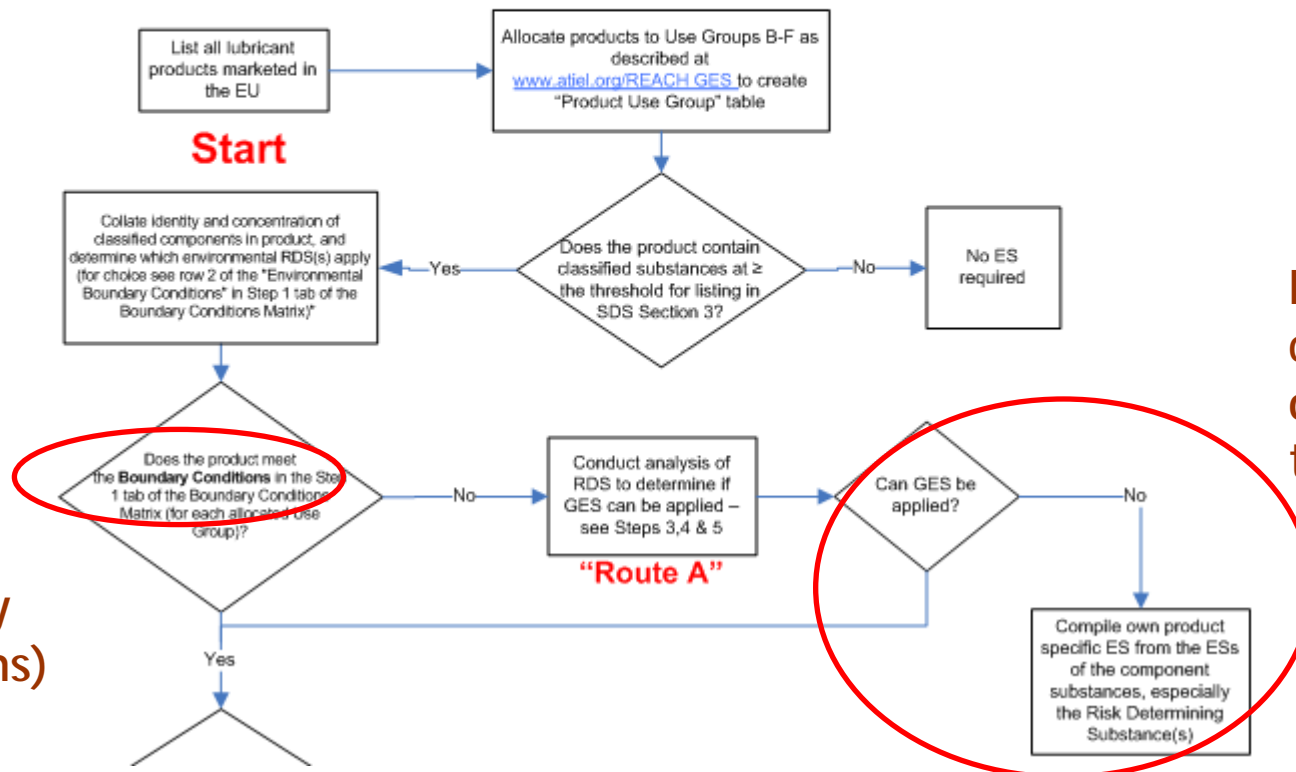 List all lubricant
products marketed in
the EU
Start
Allocate products to Use Groups B-F as
described at
www.atiel.org/REACH GES to create
“Product Use Group” table
Collate identity and concentration of
classified components in product, and
determine which environmental RDS(s) apply
(for choice see row 2 of the "Environmental
Boundary Conditions" in Step 1 tab of the
Boundary Conditions Matrix)"
Yes
Does the product contain
classified substances at ≥
the threshold for listing in
SDS Section 3?
No
No ES
required
Does the product meet
the Boundary Conditions in the Step
1 tab of the Boundary Conditions
Matrix (for each allocated Use
Group)?
No
Conduct analysis of
RDS to determine if
GES can be applied –
see Steps 3,4 & 5
“Route A”
Can GES be
applied?
No
Compile own product
specific ES from the ESs
of the component
substances, especially
the Risk Determining
Substance(s)
Yes
ns)